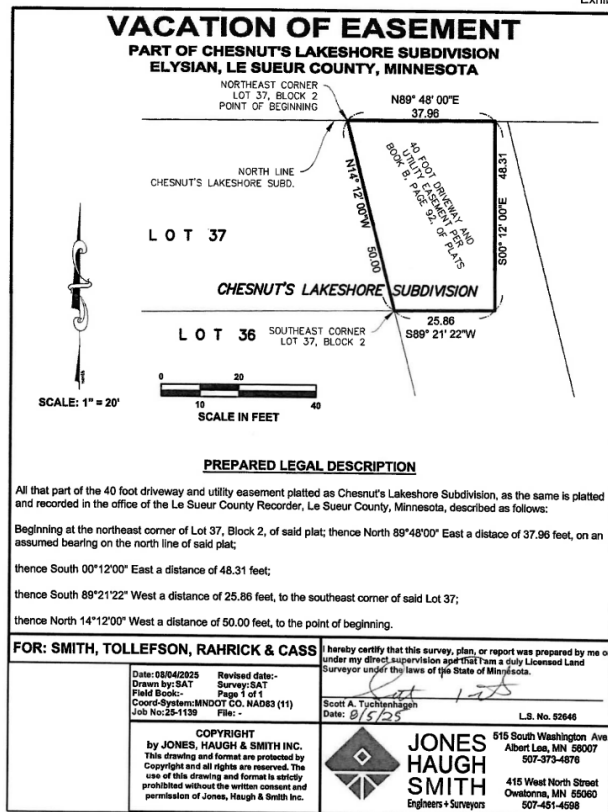 Exhi
VACATION OF EASEMENT
PART OF CHESNUT'S LAKESHORE SUBDIVISION
ELYSIAN, LE SUEUR COUNTY, MINNESOTA
NORTHEAST CORNER
LOT 37, BLOCK 2
POINT OF BEGINNING
N89° 48' 00"E
37.96
NORTH LINE
CHESNUT'S LAKESHORE SUBD.
N14° 12' 00"W
50.00
40 FOOT DRIVEWAY AND
UTILITY EASEMENT PER
BOOK B, PAGE 92, OF PLATS
48.31
S00° 12' 00"E
LOT 37
CHESNUT'S LAKESHORE SUBDIVISION
LOT 36
SOUTHEAST CORNER
LOT 37, BLOCK 2
25.86
S89° 21' 22"W
SCALE: 1" = 20'
0 20
10 40
SCALE IN FEET
PREPARED LEGAL DESCRIPTION
All that part of the 40 foot driveway and utility easement platted as Chesnut's Lakeshore Subdivision, as the same is platted
and recorded in the office of the Le Sueur County Recorder, Le Sueur County, Minnesota, described as follows:
Beginning at the northeast corner of Lot 37, Block 2, of said plat; thence North 89°48'00" East a distace of 37.96 feet, on an
assumed bearing on the north line of said plat;
thence South 00°12'00" East a distance of 48.31 feet;
thence South 89°21'22" West a distance of 25.86 feet, to the southeast corner of said Lot 37;
thence North 14°12'00" West a distance of 50.00 feet, to the point of beginning.
FOR: SMITH, TOLLEFSON, RAHRICK & CASS
Date:08/04/2025 Revised date:-
Drawn by:SAT Survey:SAT
Field Book:- Page 1 of 1
Coord-System:MNDOT CO. NAD83 (11)
Job No:25-1139 File: -
I hereby certify that this survey, plan, or report was prepared by me o
under my direct supervision and that I am a duly Licensed Land
Surveyor under the laws of the State of Minnesota.
Scott A. Tuchtenhagen
Date: 8/5/25 L.S. No. 52646
COPYRIGHT
by JONES, HAUGH & SMITH INC.
This drawing and format are protected by
Copyright and all rights are reserved. The
use of this drawing and format is strictly
prohibited without the written consent and
permission of Jones, Haugh & Smith Inc.
JONES
HAUGH
SMITH
Engineers + Surveyors
515 South Washington Ave
Albert Lea, MN 56007
507-373-4876
415 West North Street
Owatonna, MN 55060
507-451-4598